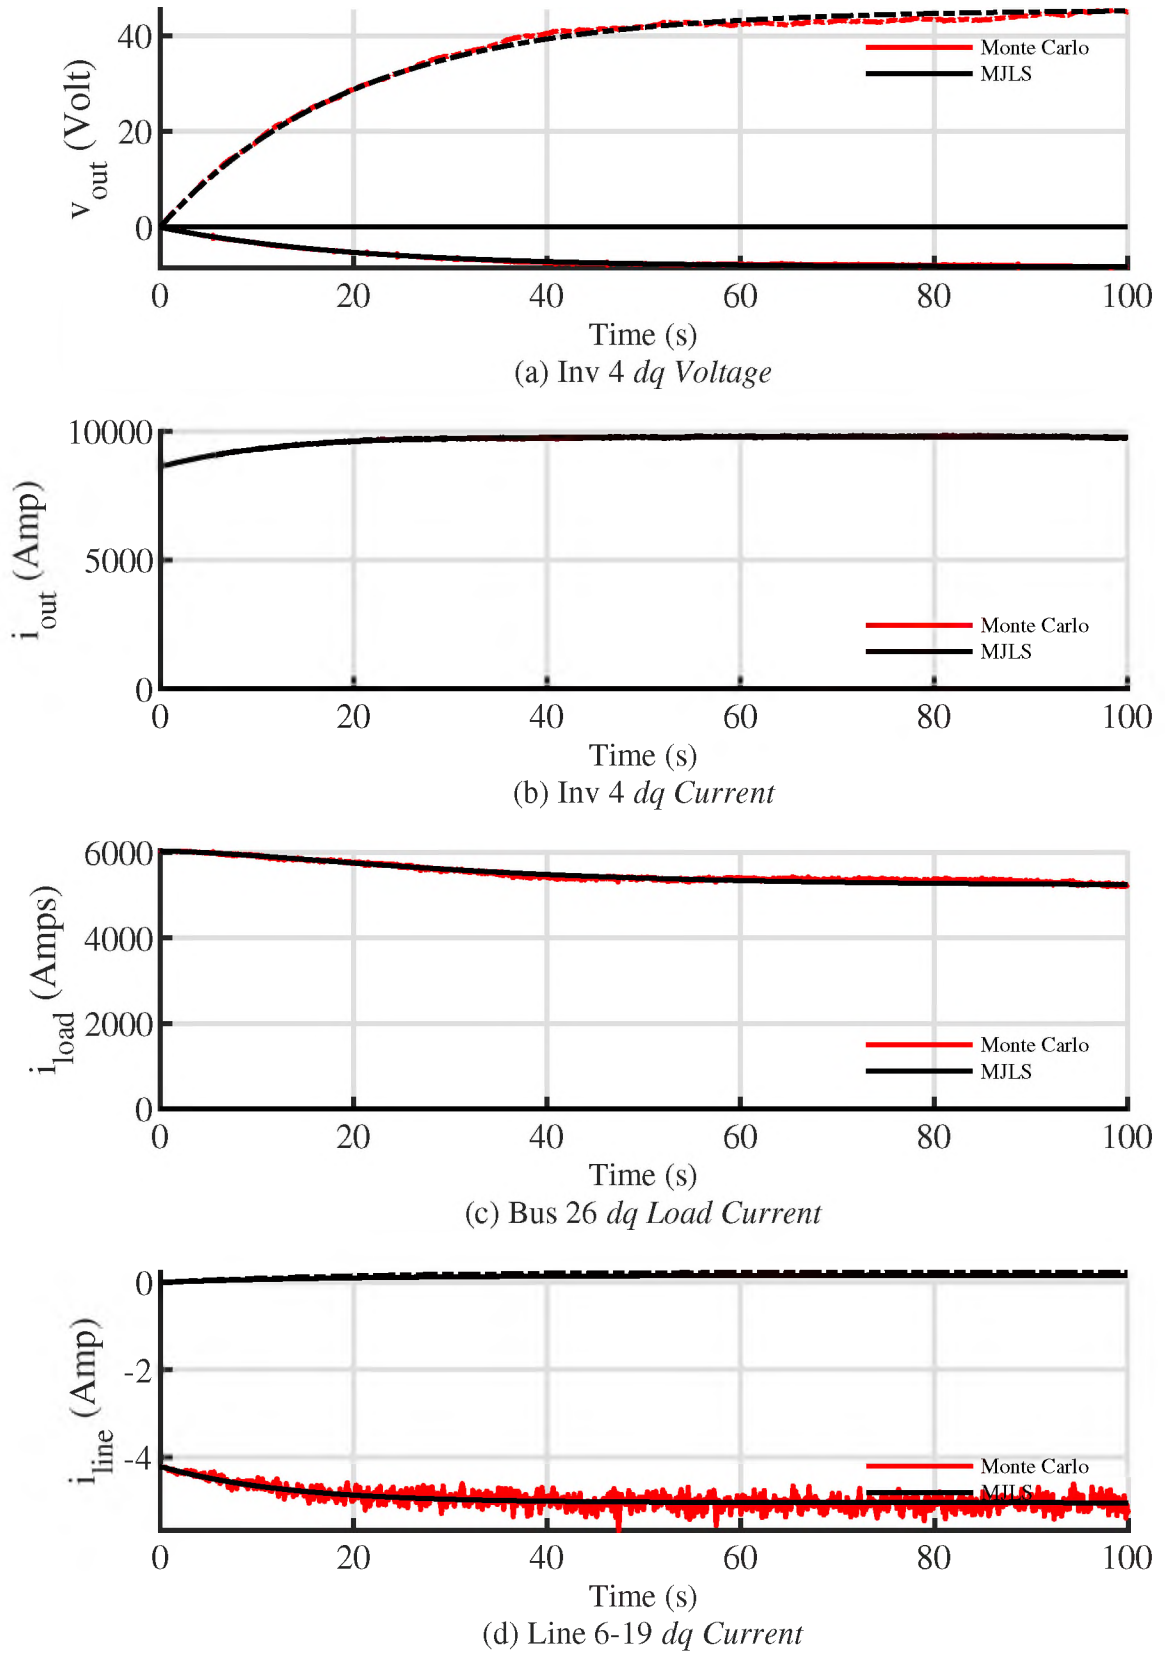 40
20
0
v_out (Volt)
Monte Carlo
MJLS
0 20 40 60 80 100
Time (s)
(a) Inv 4 dq Voltage
10000
5000
0
i_out (Amp)
Monte Carlo
MJLS
0 20 40 60 80 100
Time (s)
(b) Inv 4 dq Current
6000
4000
2000
0
i_load (Amps)
Monte Carlo
MJLS
0 20 40 60 80 100
Time (s)
(c) Bus 26 dq Load Current
0
-2
-4
i_line (Amp)
Monte Carlo
MJLS
0 20 40 60 80 100
Time (s)
(d) Line 6-19 dq Current